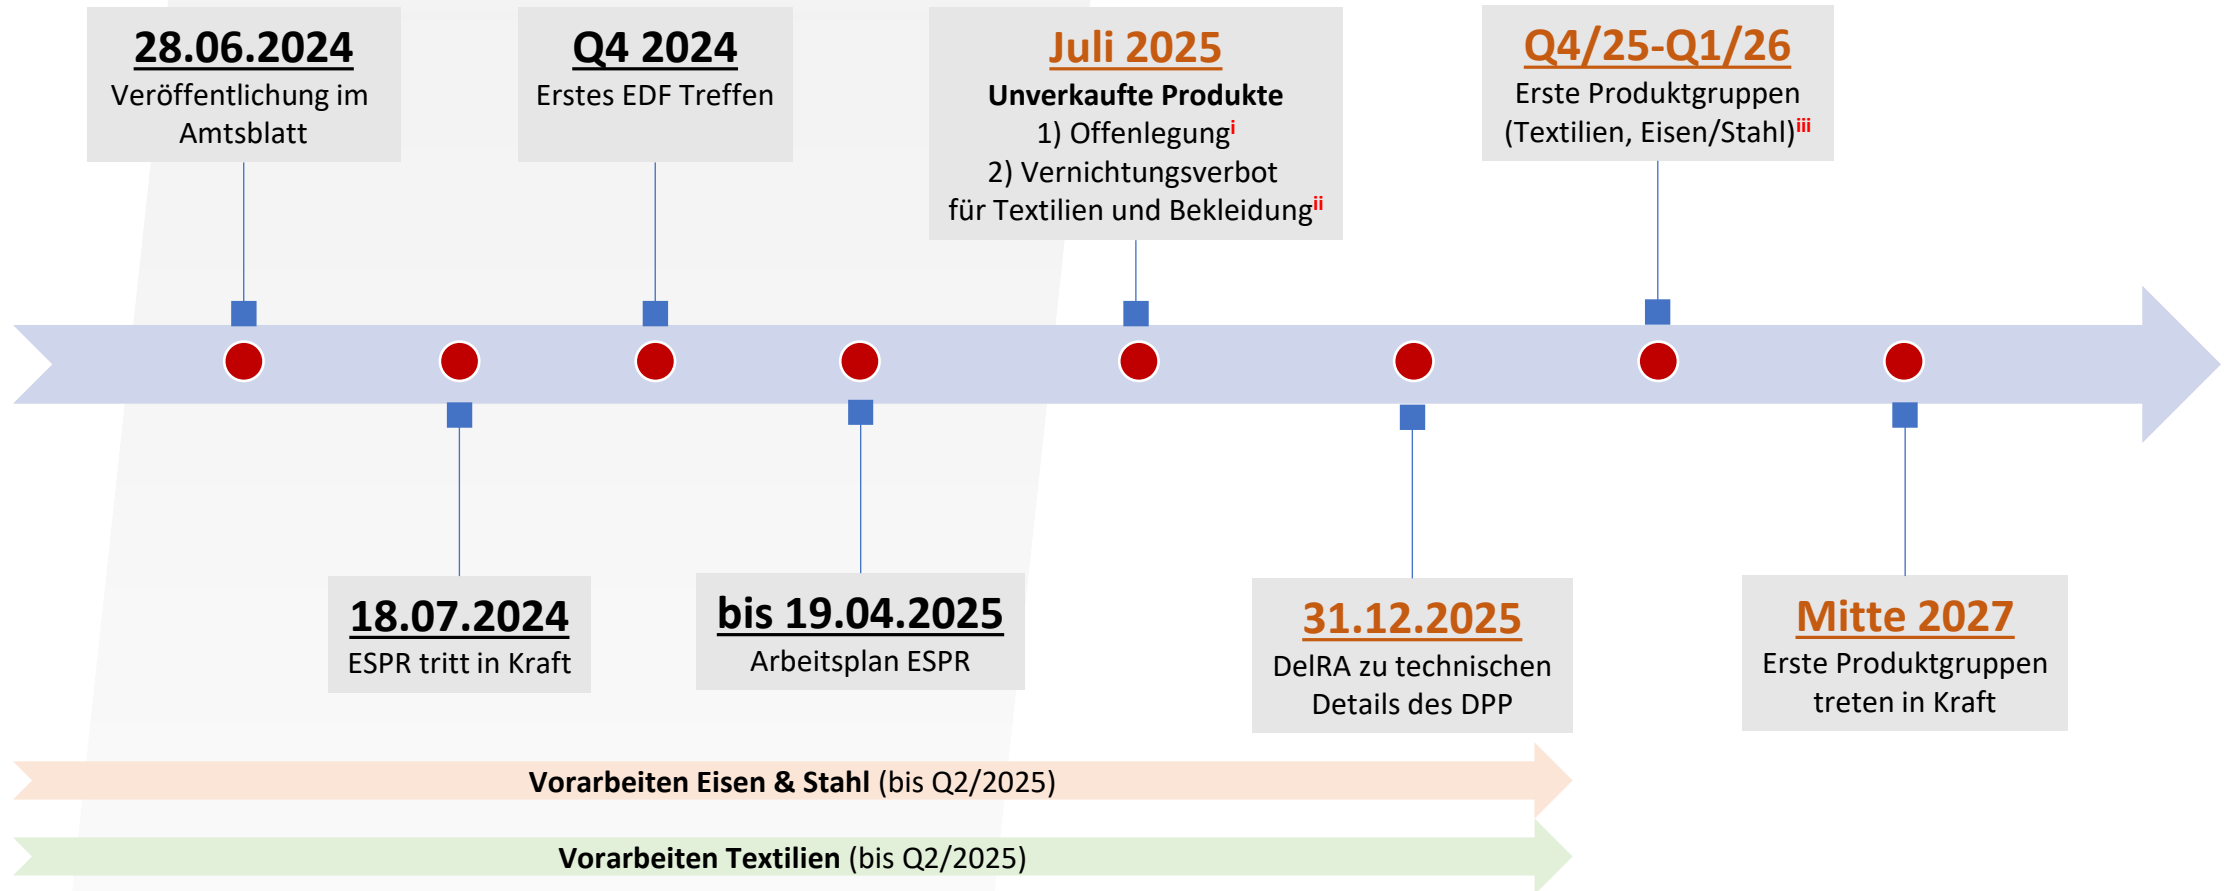 28.06.2024
Veröffentlichung im
Amtsblatt
Q4 2024
Erstes EDF Treffen
Juli 2025
Unverkaufte Produkte
1) Offenlegungⁱ
2) Vernichtungsverbot
für Textilien und Bekleidungⁱⁱ
Q4/25-Q1/26
Erste Produktgruppen
(Textilien, Eisen/Stahl)ⁱⁱⁱ
18.07.2024
ESPR tritt in Kraft
bis 19.04.2025
Arbeitsplan ESPR
31.12.2025
DelRA zu technischen
Details des DPP
Mitte 2027
Erste Produktgruppen
treten in Kraft
Vorarbeiten Eisen & Stahl (bis Q2/2025)
Vorarbeiten Textilien (bis Q2/2025)